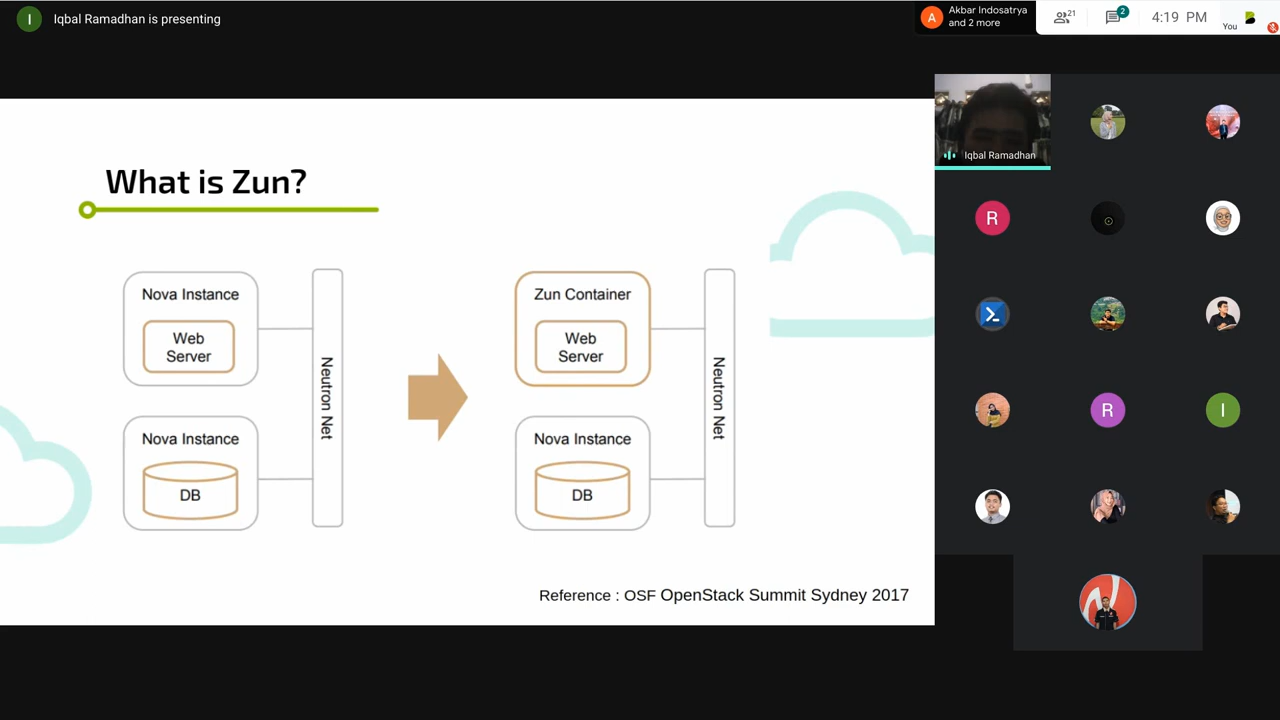 I
Iqbal Ramadhan is presenting
A
Akbar Indosatrya
and 2 more
21
2
4:19 PM
You
What is Zun?
Nova Instance
Web
Server
Nova Instance
DB
Neutron Net
Zun Container
Web
Server
Nova Instance
DB
Neutron Net
Reference : OSF OpenStack Summit Sydney 2017
Iqbal Ramadhan
R
R
I